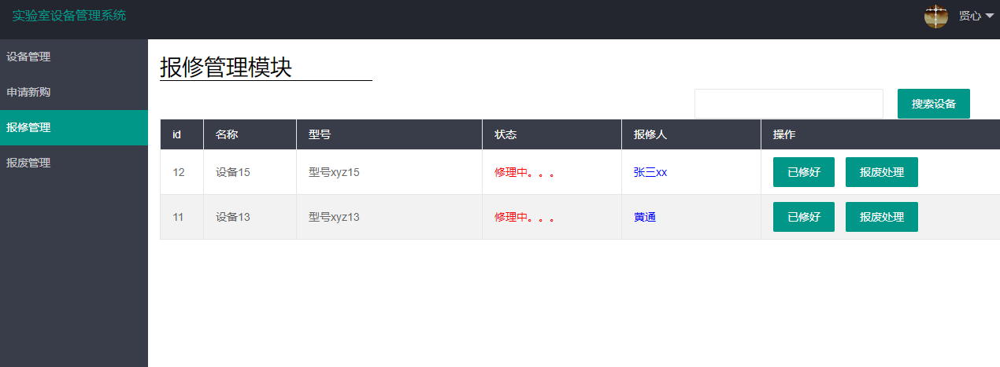 实验室设备管理系统
贤心
设备管理
申请新购
报修管理
报废管理
报修管理模块
搜索设备
id 名称 型号 状态 报修人 操作
12 设备15 型号xyz15 修理中。。。 张三xx 已修好 报废处理
11 设备13 型号xyz13 修理中。。。 黄通 已修好 报废处理